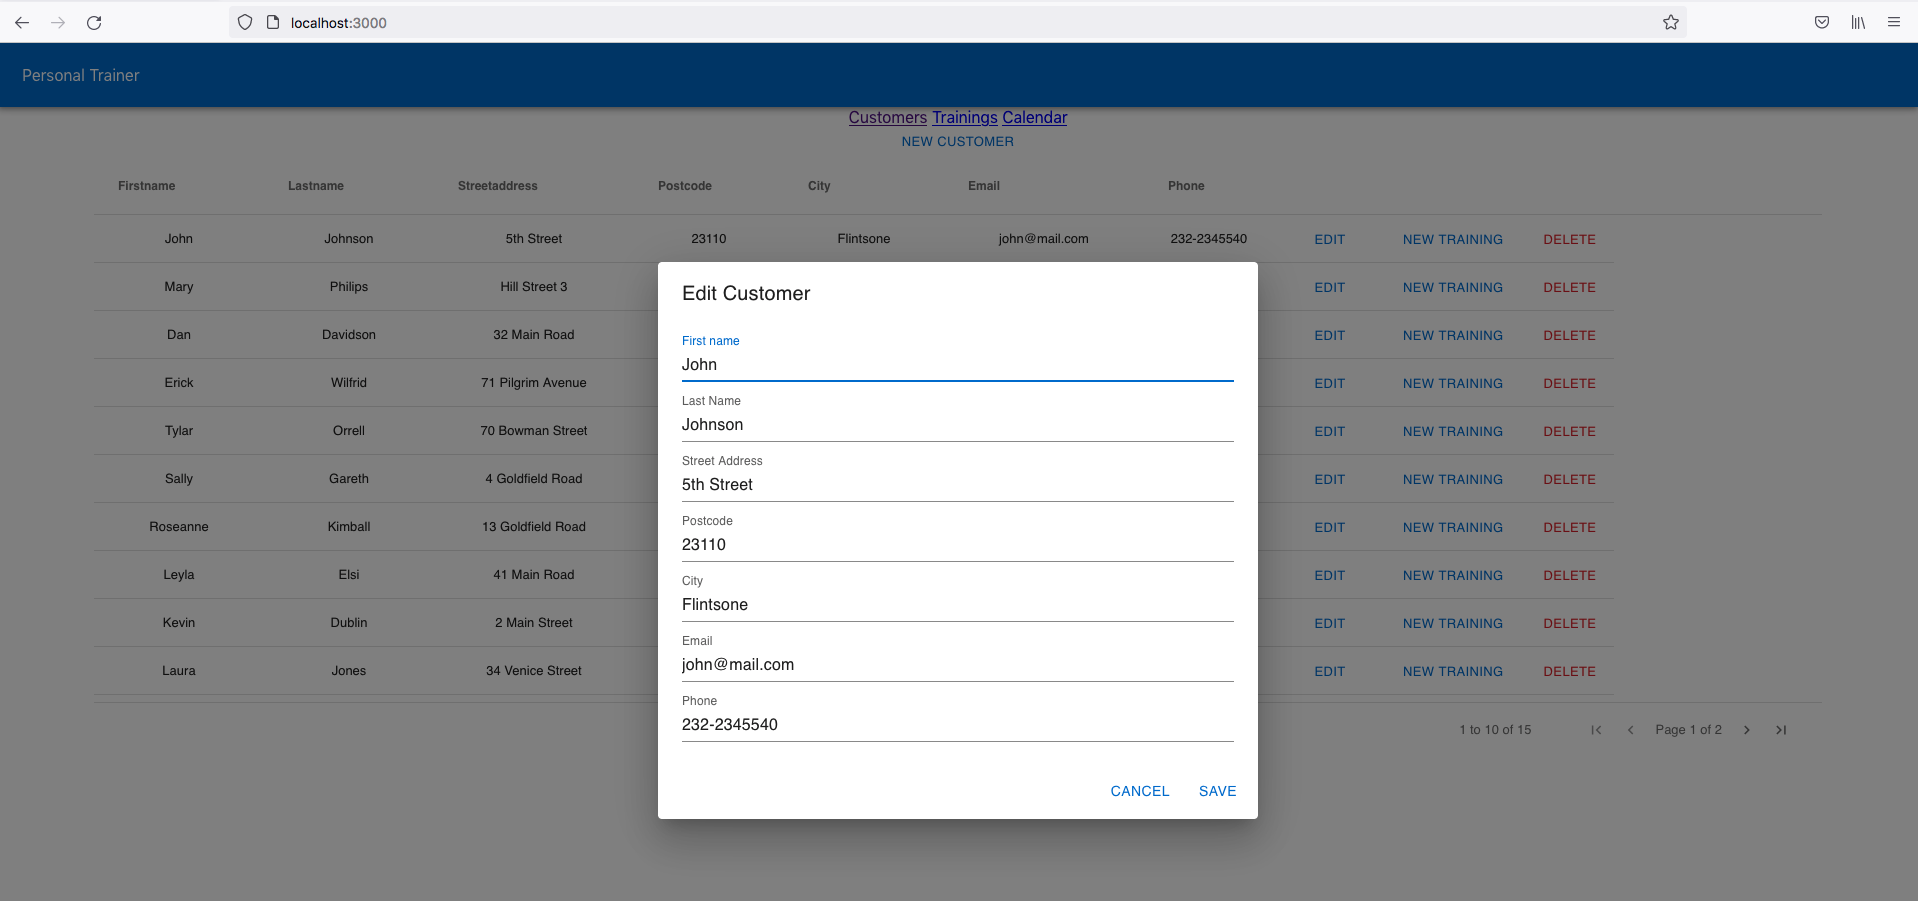 localhost:3000
Personal Trainer
Customers Trainings Calendar
NEW CUSTOMER
Firstname Lastname Streetaddress Postcode City Email Phone
John Johnson 5th Street 23110 Flintsone john@mail.com 232-2345540 EDIT NEW TRAINING DELETE
Mary Philips Hill Street 3 EDIT NEW TRAINING DELETE
Dan Davidson 32 Main Road EDIT NEW TRAINING DELETE
Erick Wilfrid 71 Pilgrim Avenue EDIT NEW TRAINING DELETE
Tylar Orrell 70 Bowman Street EDIT NEW TRAINING DELETE
Sally Gareth 4 Goldfield Road EDIT NEW TRAINING DELETE
Roseanne Kimball 13 Goldfield Road EDIT NEW TRAINING DELETE
Leyla Elsi 41 Main Road EDIT NEW TRAINING DELETE
Kevin Dublin 2 Main Street EDIT NEW TRAINING DELETE
Laura Jones 34 Venice Street EDIT NEW TRAINING DELETE
1 to 10 of 15 Page 1 of 2
Edit Customer
First name
John
Last Name
Johnson
Street Address
5th Street
Postcode
23110
City
Flintsone
Email
john@mail.com
Phone
232-2345540
CANCEL SAVE